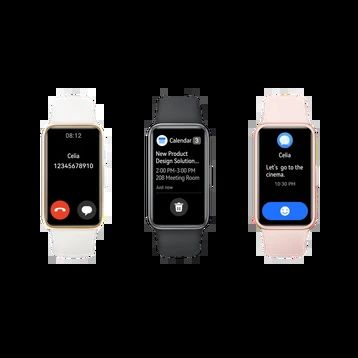 08:12
Celia
12345678910
Calendar 3
New Product
Design Solution...
2:00 PM-3:00 PM
208 Meeting Room
Just now
Celia
Let's go to the
cinema.
10:30 PM